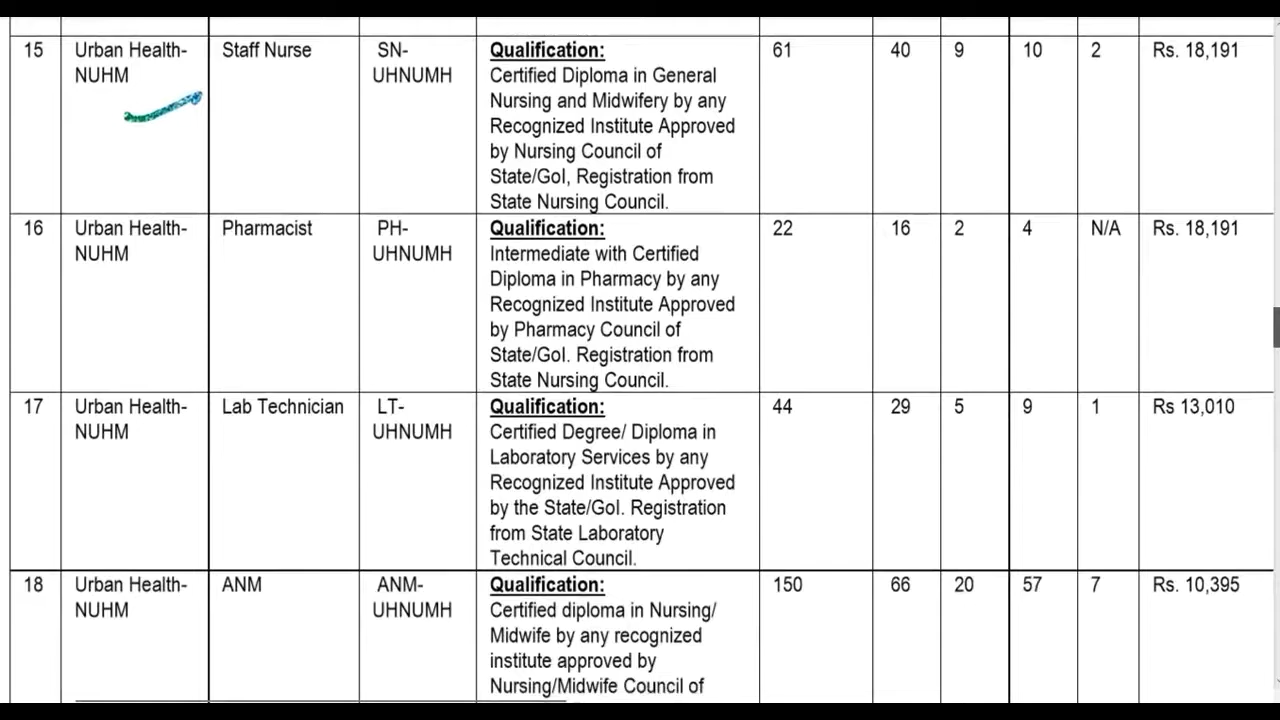 15 Urban Health- Staff Nurse SN- Qualification: 61 40 9 10 2 Rs. 18,191
NUHM UHNUMH Certified Diploma in General
Nursing and Midwifery by any
Recognized Institute Approved
by Nursing Council of
State/GoI, Registration from
State Nursing Council.
16 Urban Health- Pharmacist PH- Qualification: 22 16 2 4 N/A Rs. 18,191
NUHM UHNUMH Intermediate with Certified
Diploma in Pharmacy by any
Recognized Institute Approved
by Pharmacy Council of
State/GoI. Registration from
State Nursing Council.
17 Urban Health- Lab Technician LT- Qualification: 44 29 5 9 1 Rs 13,010
NUHM UHNUMH Certified Degree/ Diploma in
Laboratory Services by any
Recognized Institute Approved
by the State/GoI. Registration
from State Laboratory
Technical Council.
18 Urban Health- ANM ANM- Qualification: 150 66 20 57 7 Rs. 10,395
NUHM UHNUMH Certified diploma in Nursing/
Midwife by any recognized
institute approved by
Nursing/Midwife Council of